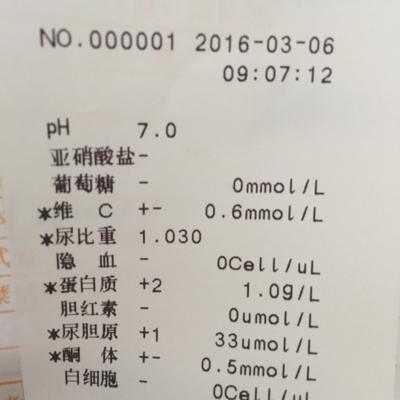 NO.000001 2016-03-06
09:07:12
pH 7.0
亚硝酸盐-
葡萄糖 - 0mmol/L
*维 C +- 0.6mmol/L
*尿比重 1.030
隐 血 - 0Cell/uL
*蛋白质 +2 1.0g/L
胆红素 - 0umol/L
*尿胆原 +1 33umol/L
*酮 体 +- 0.5mmol/L
白细胞 - 0Cell/uL